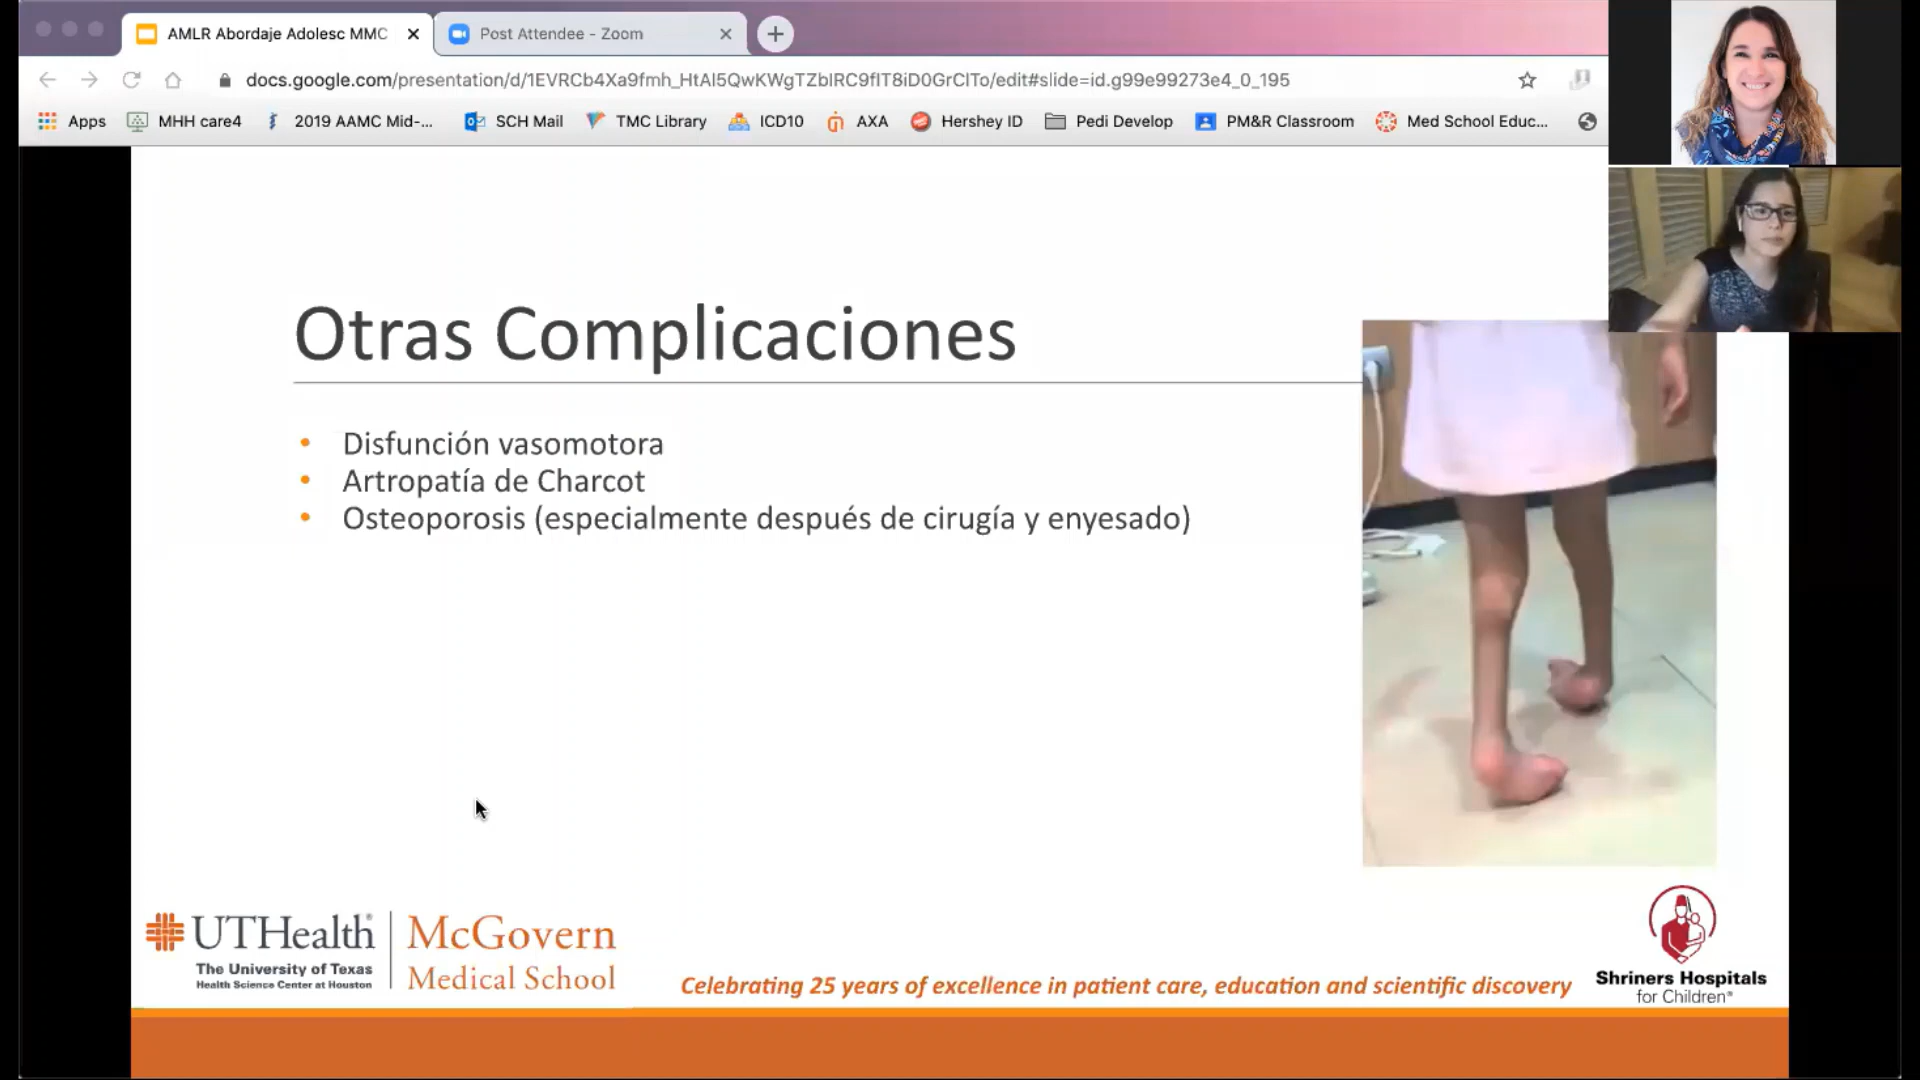 AMLR Abordaje Adolesc MMC
Post Attendee - Zoom
docs.google.com/presentation/d/1EVRCb4Xa9fmh_HtAl5QwKWgTZbIRC9fIT8iD0GrCITo/edit#slide=id.g99e99273e4_0_195
Apps MHH care4 2019 AAMC Mid-... SCH Mail TMC Library ICD10 AXA Hershey ID Pedi Develop PM&R Classroom Med School Educ...
Otras Complicaciones
• Disfunción vasomotora
• Artropatía de Charcot
• Osteoporosis (especialmente después de cirugía y enyesado)
UTHealth®
The University of Texas
Health Science Center at Houston
McGovern
Medical School
Celebrating 25 years of excellence in patient care, education and scientific discovery
Shriners Hospitals
for Children®